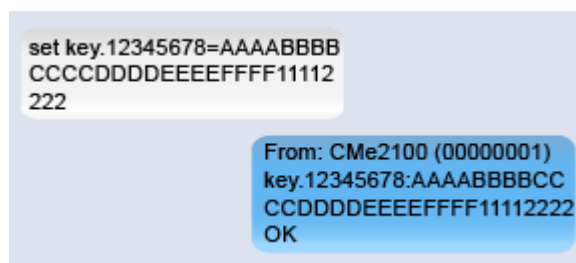 set key.12345678=AAAABBBB
CCCCDDDDEEEEFFFF11112
222
From: CMe2100 (00000001)
key.12345678:AAAABBBBCC
CCDDDDEEEEFFFF11112222
OK